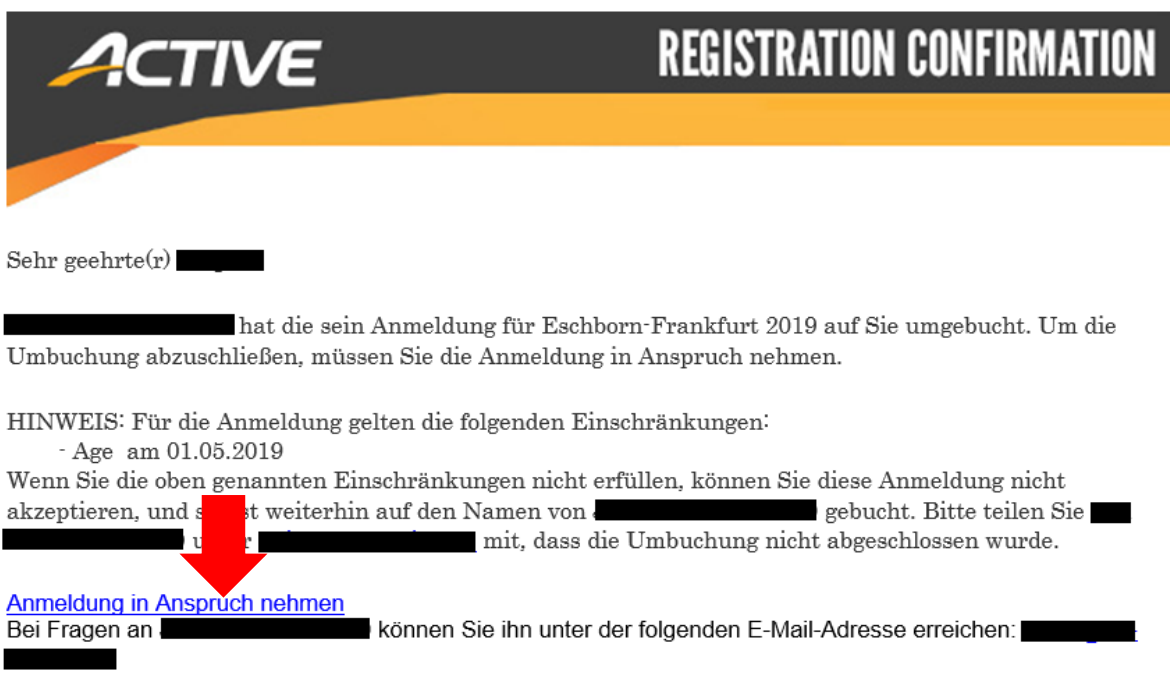 ACTIVE
REGISTRATION CONFIRMATION
Sehr geehrte(r)
hat die sein Anmeldung für Eschborn-Frankfurt 2019 auf Sie umgebucht. Um die
Umbuchung abzuschließen, müssen Sie die Anmeldung in Anspruch nehmen.
HINWEIS: Für die Anmeldung gelten die folgenden Einschränkungen:
- Age am 01.05.2019
Wenn Sie die oben genannten Einschränkungen nicht erfüllen, können Sie diese Anmeldung nicht
akzeptieren, und weiterhin auf den Namen von gebucht. Bitte teilen Sie
mit, dass die Umbuchung nicht abgeschlossen wurde.
Anmeldung in Anspruch nehmen
Bei Fragen an können Sie ihn unter der folgenden E-Mail-Adresse erreichen: